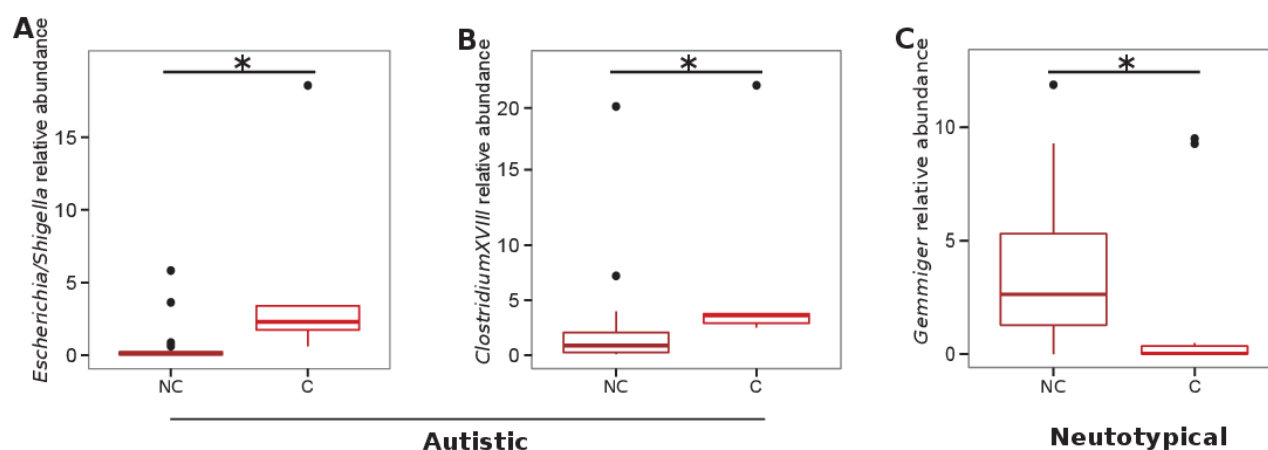 A
Escherichia/Shigella relative abundance
15
10
5
0
*
NC
C
B
ClostridiumXVIII relative abundance
20
15
10
5
0
*
NC
C
Autistic
C
Gemmiger relative abundance
10
5
0
*
NC
C
Neutotypical